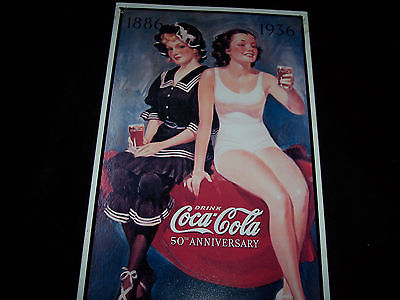 1886 1936
DRINK
Coca-Cola
50TH ANNIVERSARY